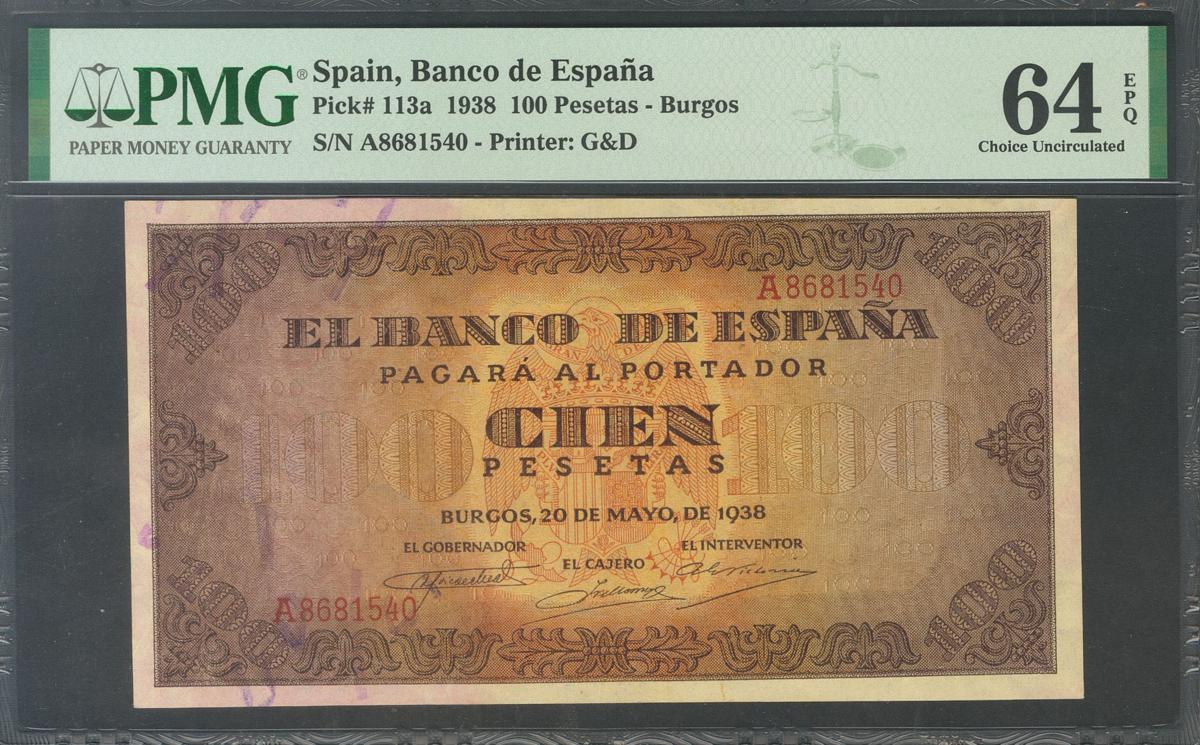 PMG®
PAPER MONEY GUARANTY
Spain, Banco de España
Pick# 113a 1938 100 Pesetas - Burgos
S/N A8681540 - Printer: G&D
64
EPQ
Choice Uncirculated
A8681540
EL BANCO DE ESPAÑA
PAGARÁ AL PORTADOR
100 CIEN 100
PESETAS
BURGOS, 20 DE MAYO, DE 1938
EL GOBERNADOR
EL CAJERO
EL INTERVENTOR
A8681540